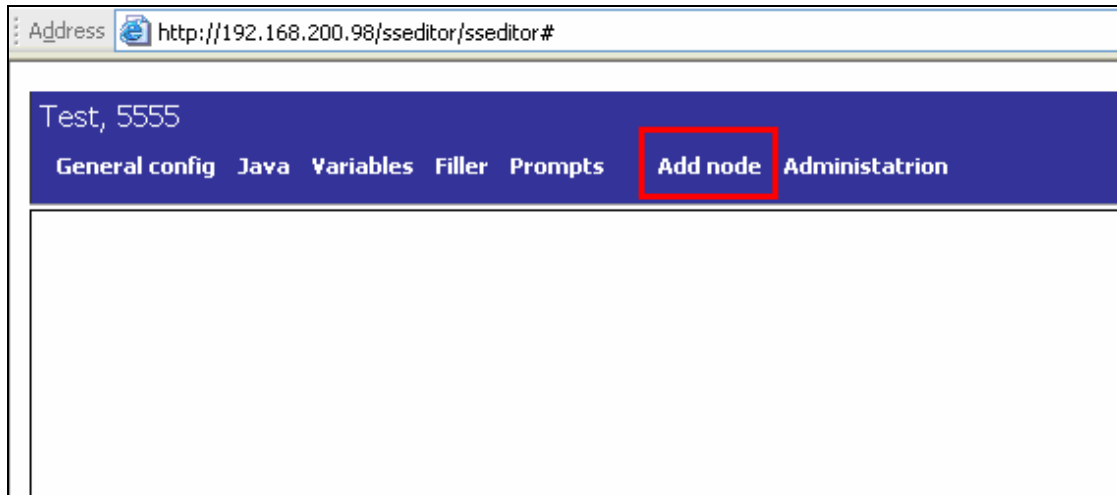 Address http://192.168.200.98/sseditor/sseditor#
Test, 5555
General config Java Variables Filler Prompts Add node Administatrion